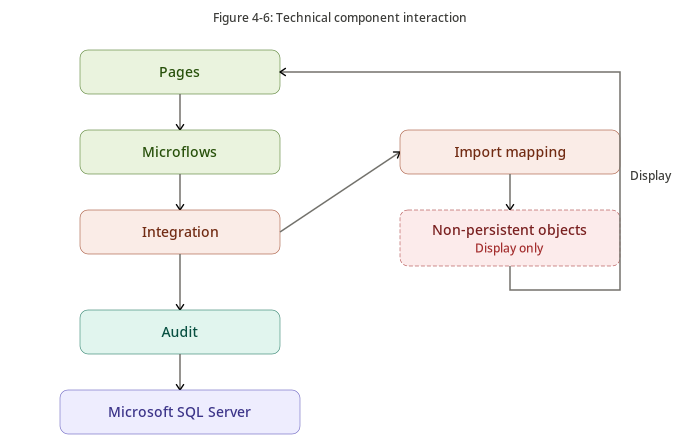 Figure 4-6: Technical component interaction
Pages
Microflows
Import mapping
Display
Integration
Non-persistent objects
Display only
Audit
Microsoft SQL Server